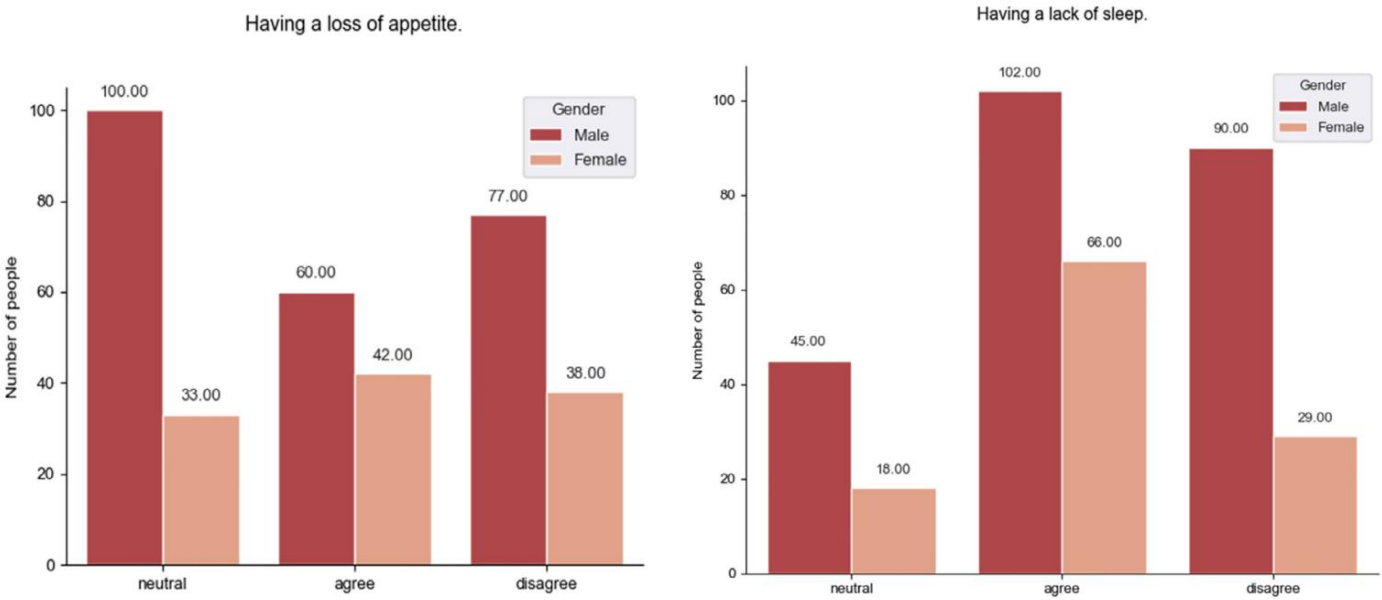 Having a loss of appetite.
100.00
100
Gender
Male
Female
80
77.00
60.00
60
42.00
40
38.00
33.00
20
0
Number of people
neutral agree disagree
Having a lack of sleep.
102.00
100
Gender
Male
Female
90.00
80
66.00
60
45.00
40
29.00
20
18.00
0
Number of people
neutral agree disagree